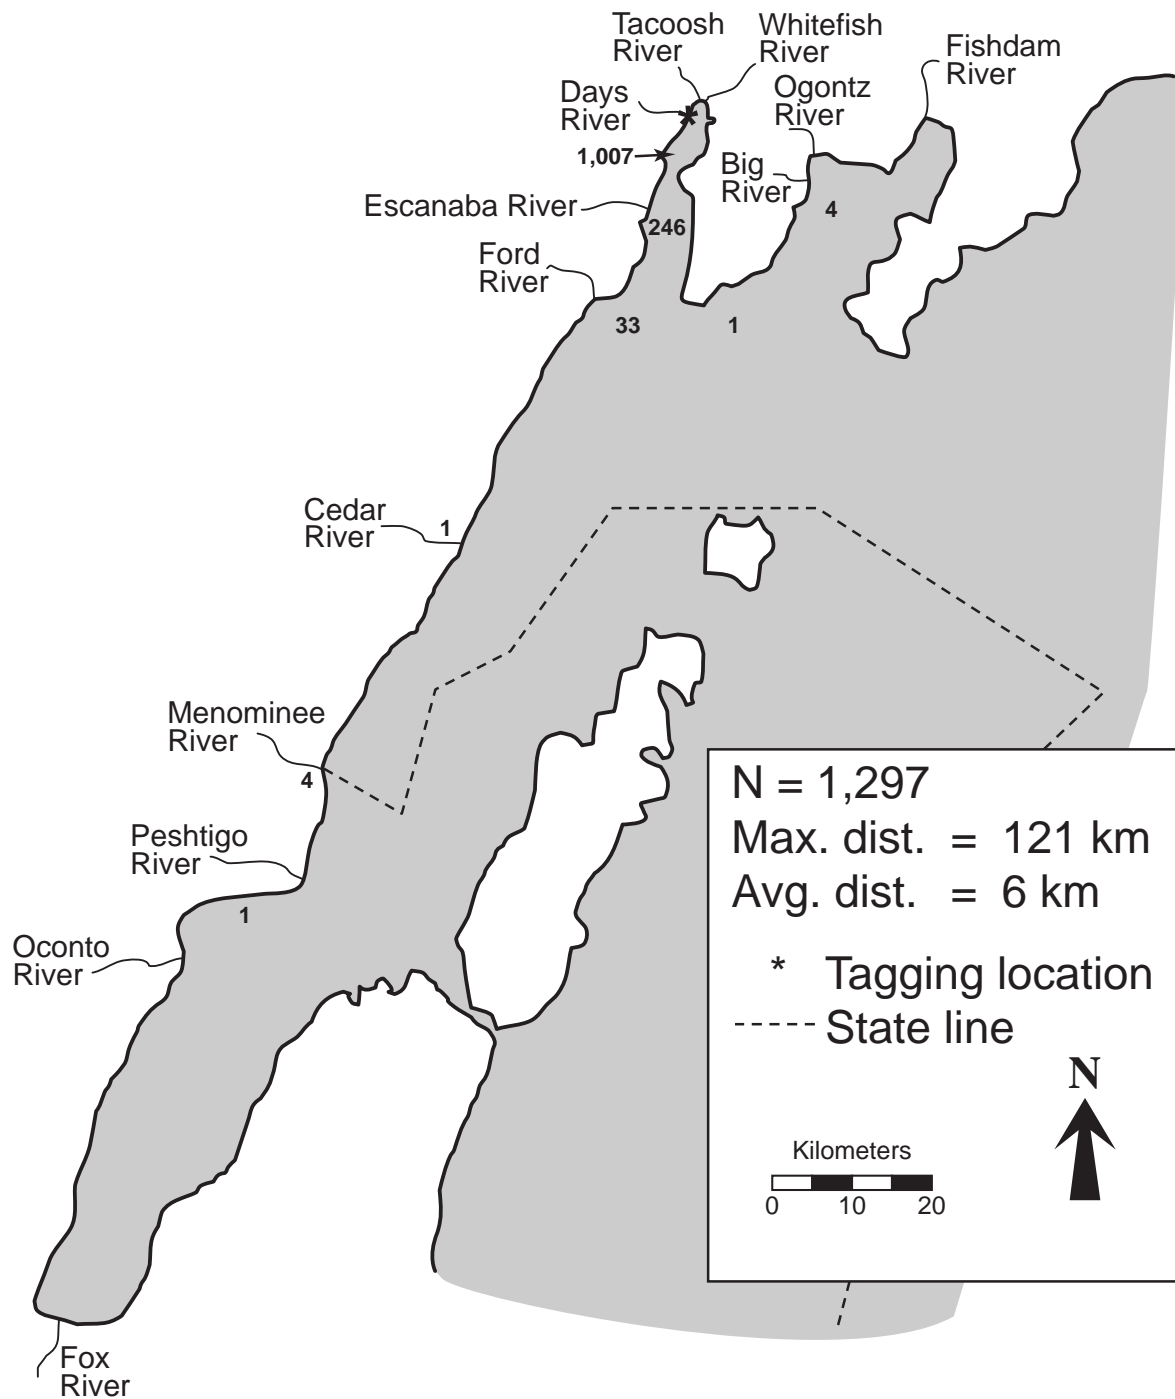 Tacoosh
River
Whitefish
River
Fishdam
River
Days
River
Ogontz
River
1,007
Big
River
Escanaba River
4
246
Ford
River
33
1
Cedar
River
1
Menominee
River
4
Peshtigo
River
1
Oconto
River
Fox
River
N = 1,297
Max. dist. = 121 km
Avg. dist. = 6 km
* Tagging location
State line
N
Kilometers
0 10 20